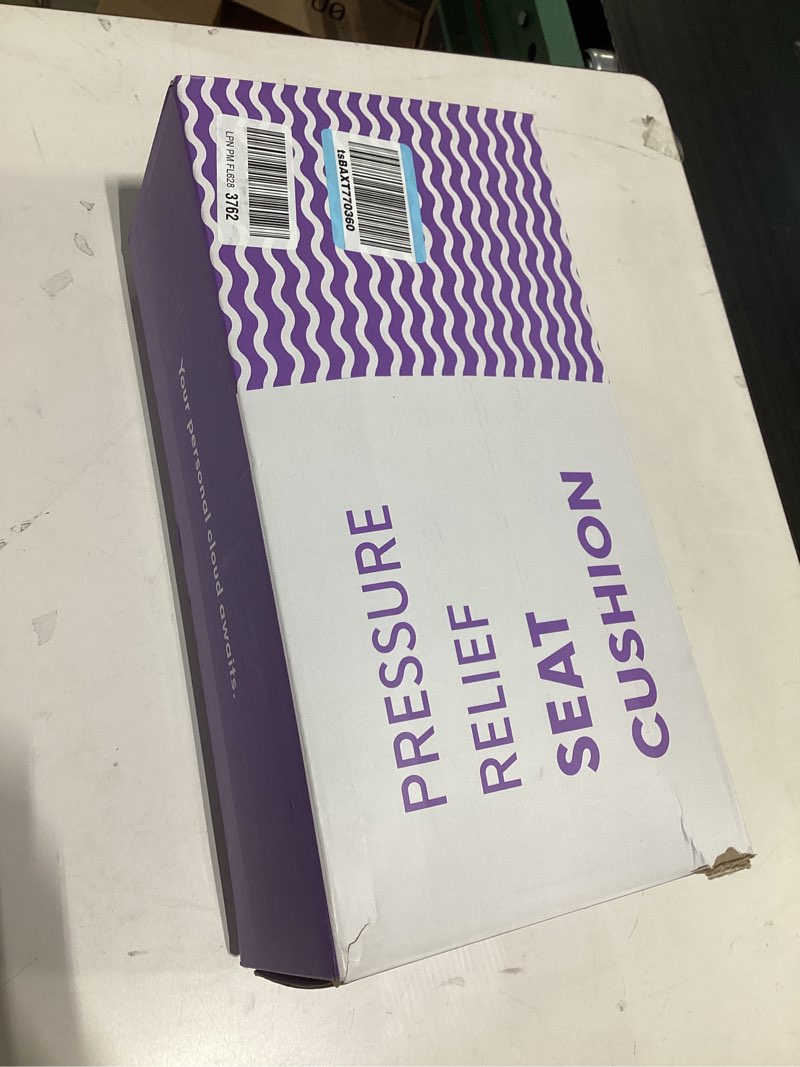 PRESSURE
RELIEF
SEAT
CUSHION
Your personal cloud awaits.
LPN PM FL628 3762
tsBAXT770360